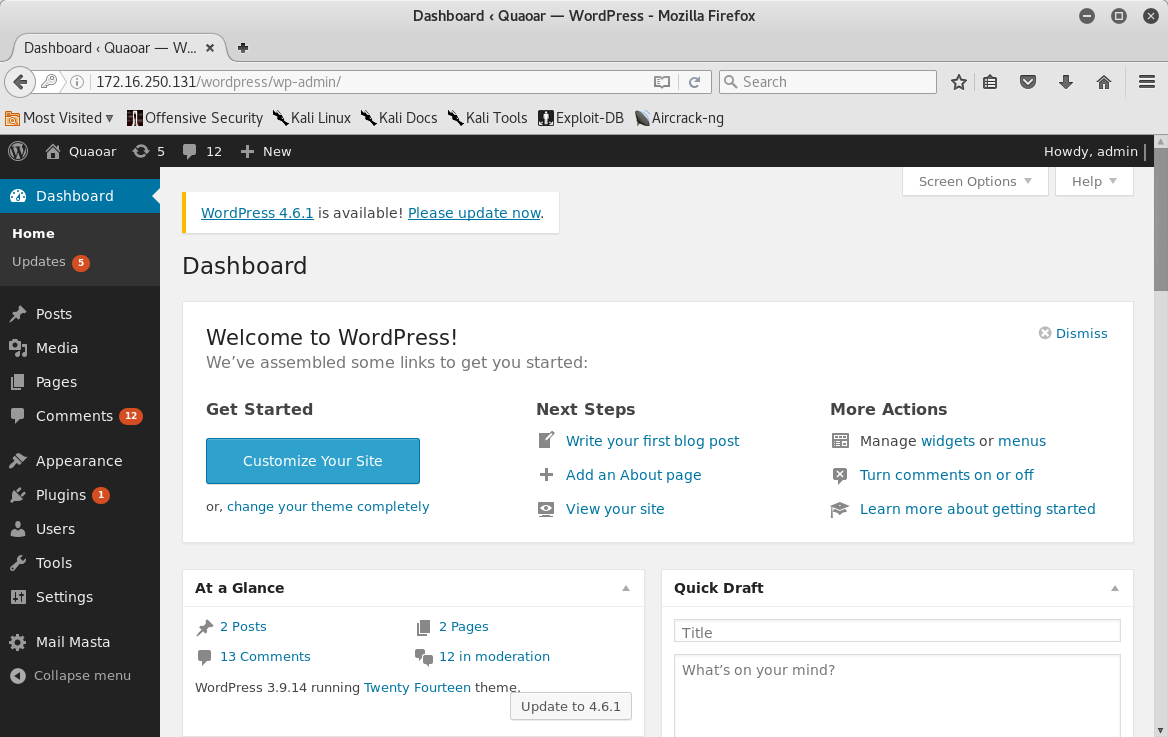 Dashboard ‹ Quaoar — WordPress - Mozilla Firefox
Dashboard ‹ Quaoar — W...
172.16.250.131/wordpress/wp-admin/
Search
Most Visited
Offensive Security
Kali Linux
Kali Docs
Kali Tools
Exploit-DB
Aircrack-ng
Quaoar
5
12
New
Howdy, admin
Dashboard
Home
Updates 5
Posts
Media
Pages
Comments 12
Appearance
Plugins 1
Users
Tools
Settings
Mail Masta
Collapse menu
Screen Options
Help
WordPress 4.6.1 is available! Please update now.
Dashboard
Welcome to WordPress!
We’ve assembled some links to get you started:
Dismiss
Get Started
Customize Your Site
or, change your theme completely
Next Steps
Write your first blog post
Add an About page
View your site
More Actions
Manage widgets or menus
Turn comments on or off
Learn more about getting started
At a Glance
2 Posts
2 Pages
13 Comments
12 in moderation
WordPress 3.9.14 running Twenty Fourteen theme.
Update to 4.6.1
Quick Draft
Title
What’s on your mind?